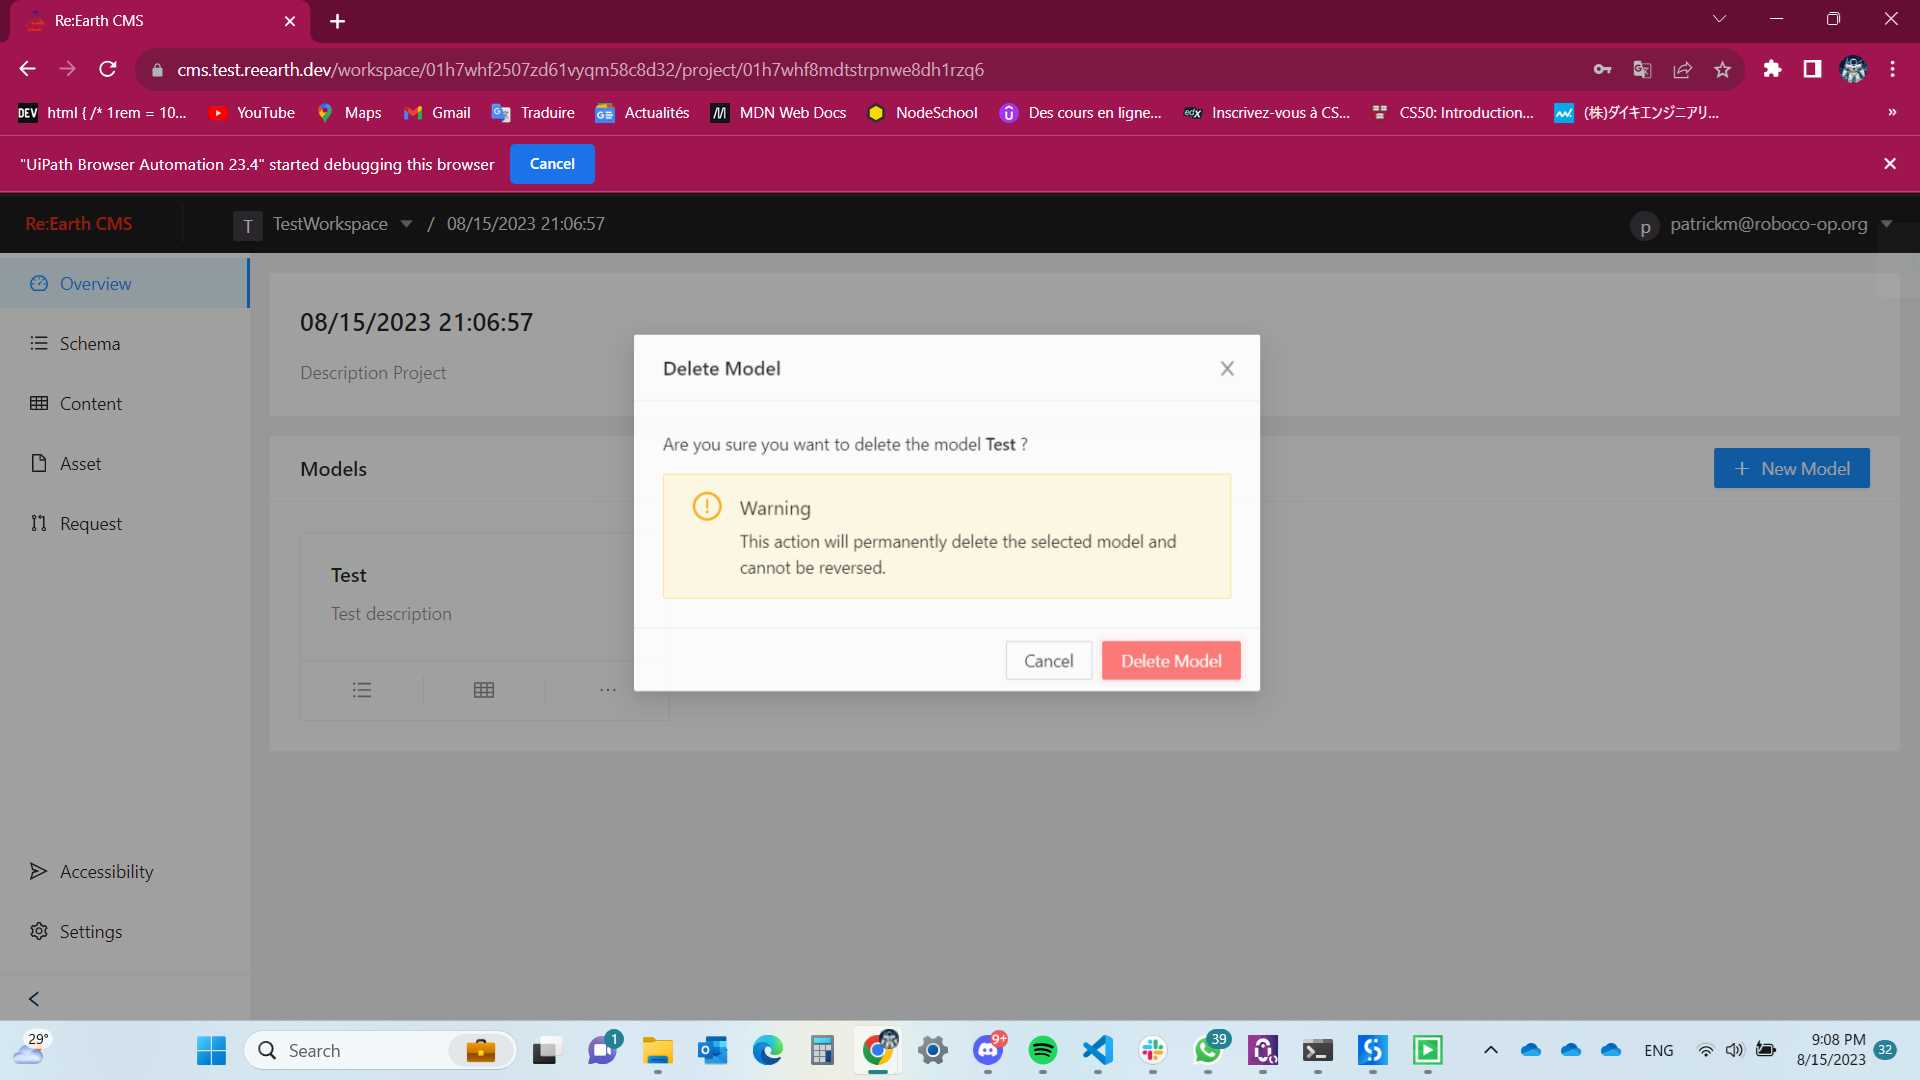 Re:Earth CMS
cms.test.reearth.dev/workspace/01h7whf2507zd61vyqm58c8d32/project/01h7whf8mdtstrpnwe8dh1rzq6
DEV html { /* 1rem = 10... YouTube Maps Gmail Traduire Actualités MDN Web Docs NodeSchool Des cours en ligne... edX Inscrivez-vous à CS... CS50: Introduction... (株)ダイキエンジニアリ... »
"UiPath Browser Automation 23.4" started debugging this browser Cancel
Re:Earth CMS T TestWorkspace / 08/15/2023 21:06:57 p patrickm@roboco-op.org
Overview
Schema
Content
Asset
Request
Accessibility
Settings
08/15/2023 21:06:57
Description Project
Models
New Model
Test
Test description
Delete Model
Are you sure you want to delete the model Test ?
Warning
This action will permanently delete the selected model and
cannot be reversed.
Cancel Delete Model
29°
Search
1
9+
39
ENG
9:08 PM
8/15/2023
32